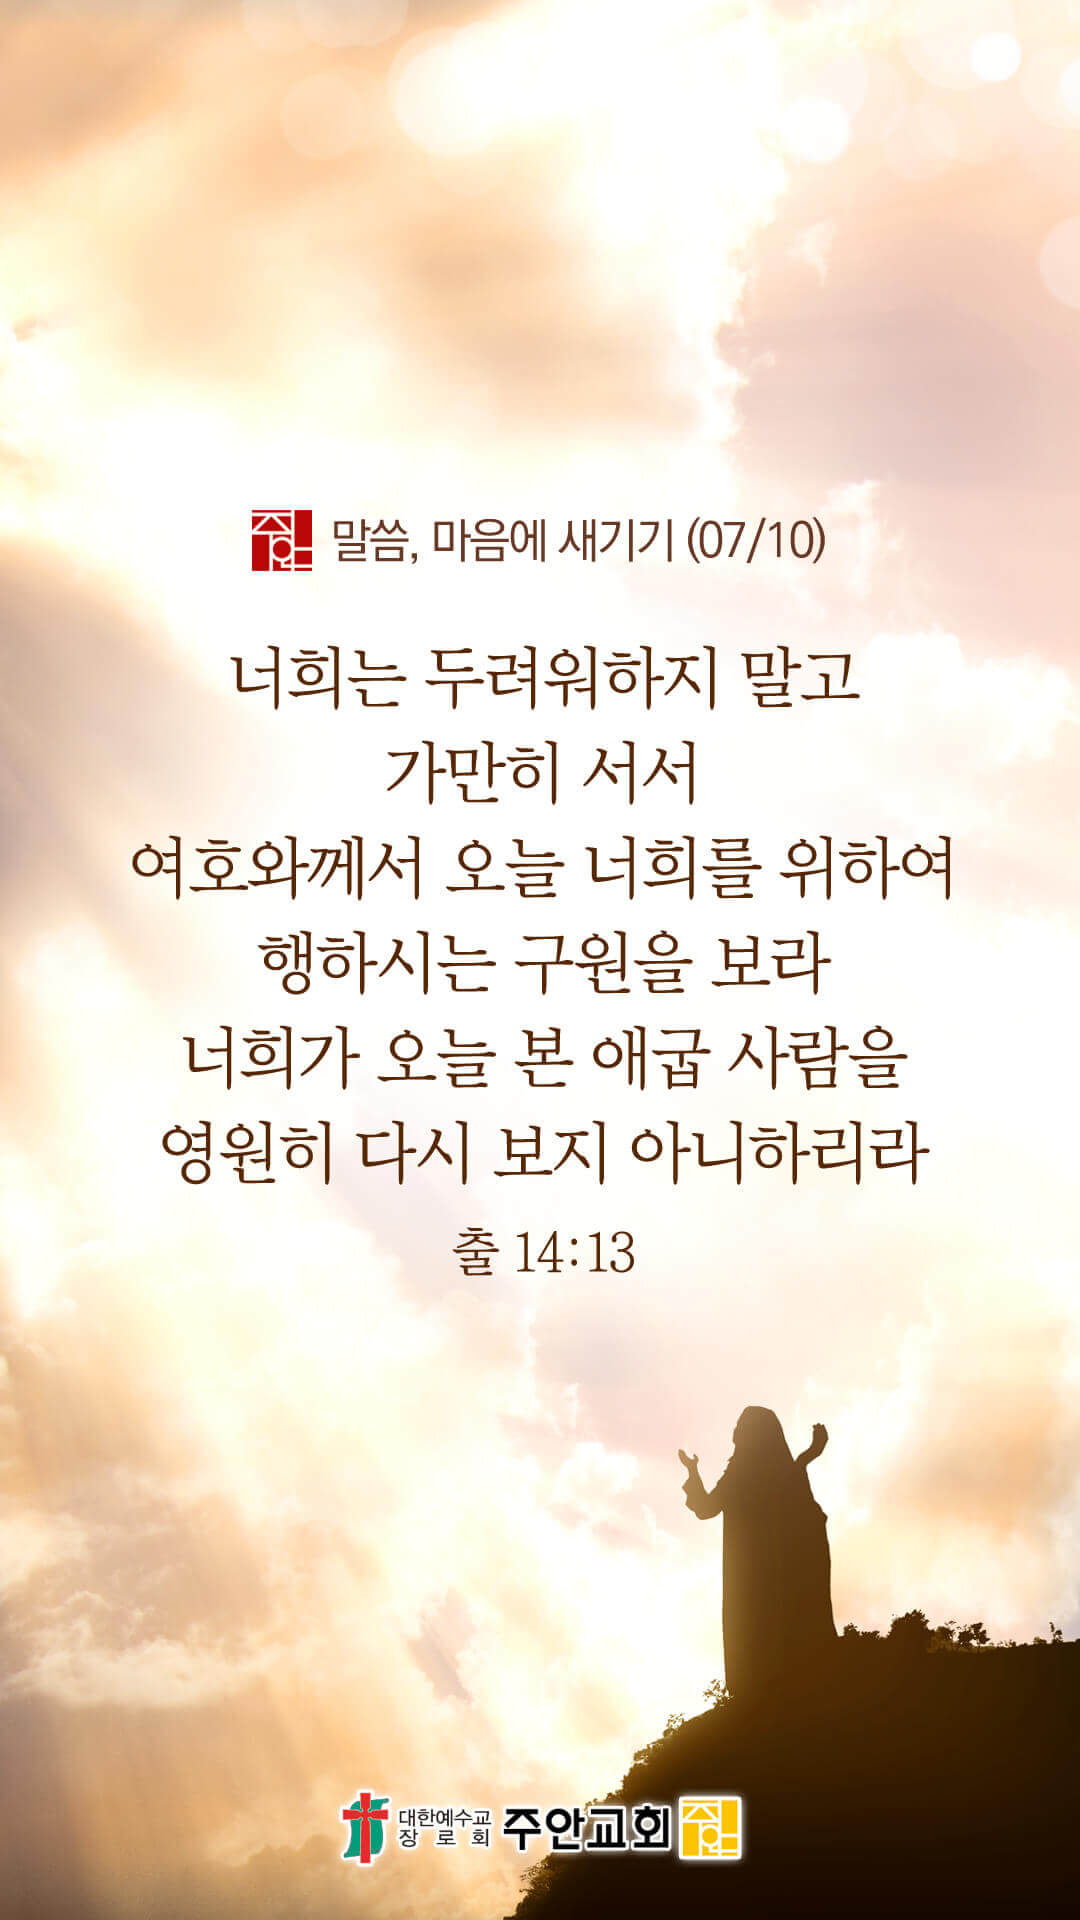 주안 말씀, 마음에 새기기 (07/10)
너희는 두려워하지 말고
가만히 서서
여호와께서 오늘 너희를 위하여
행하시는 구원을 보라
너희가 오늘 본 애굽 사람을
영원히 다시 보지 아니하리라
출 14:13
대한예수교
장로회
주안교회 주안